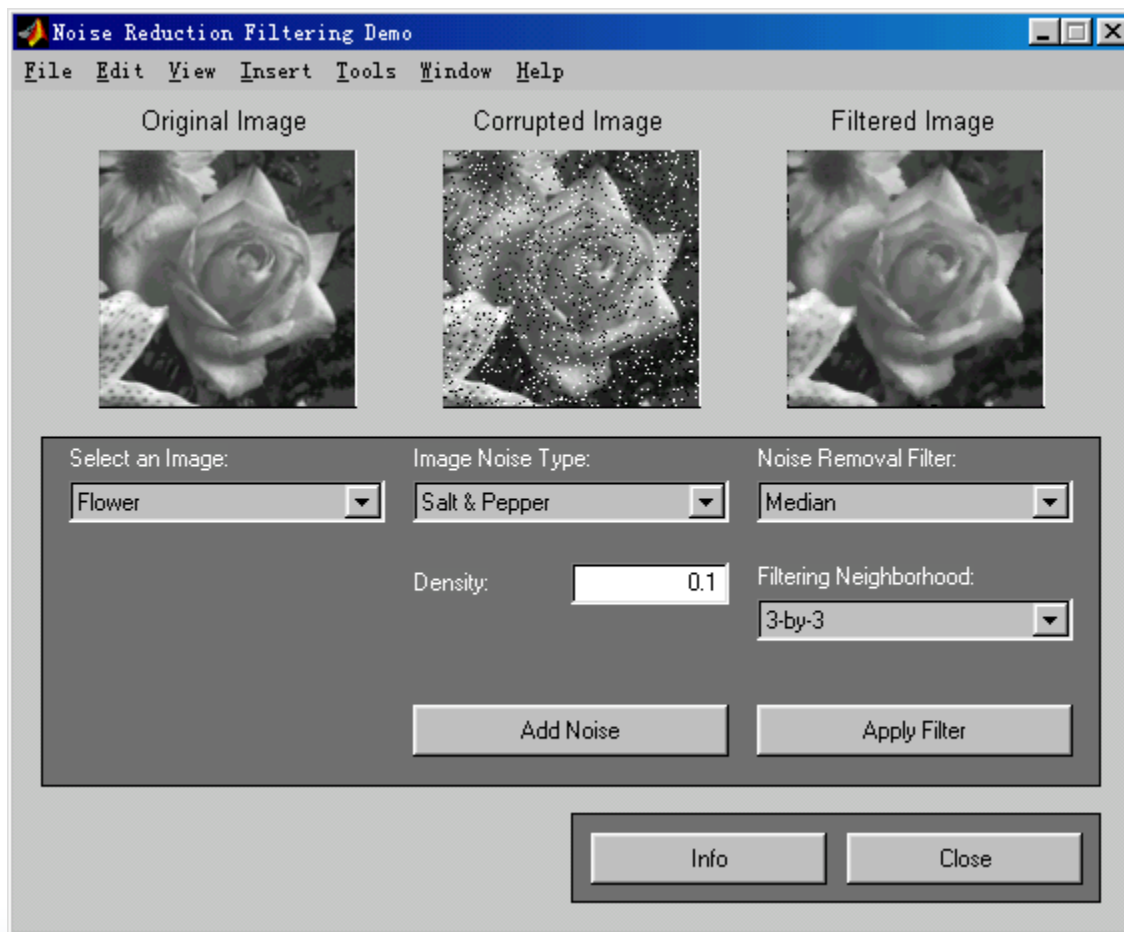 Noise Reduction Filtering Demo
File Edit View Insert Tools Window Help
Original Image Corrupted Image Filtered Image
Select an Image: Image Noise Type: Noise Removal Filter:
Flower Salt & Pepper Median
Density: 0.1 Filtering Neighborhood:
3-by-3
Add Noise Apply Filter
Info Close